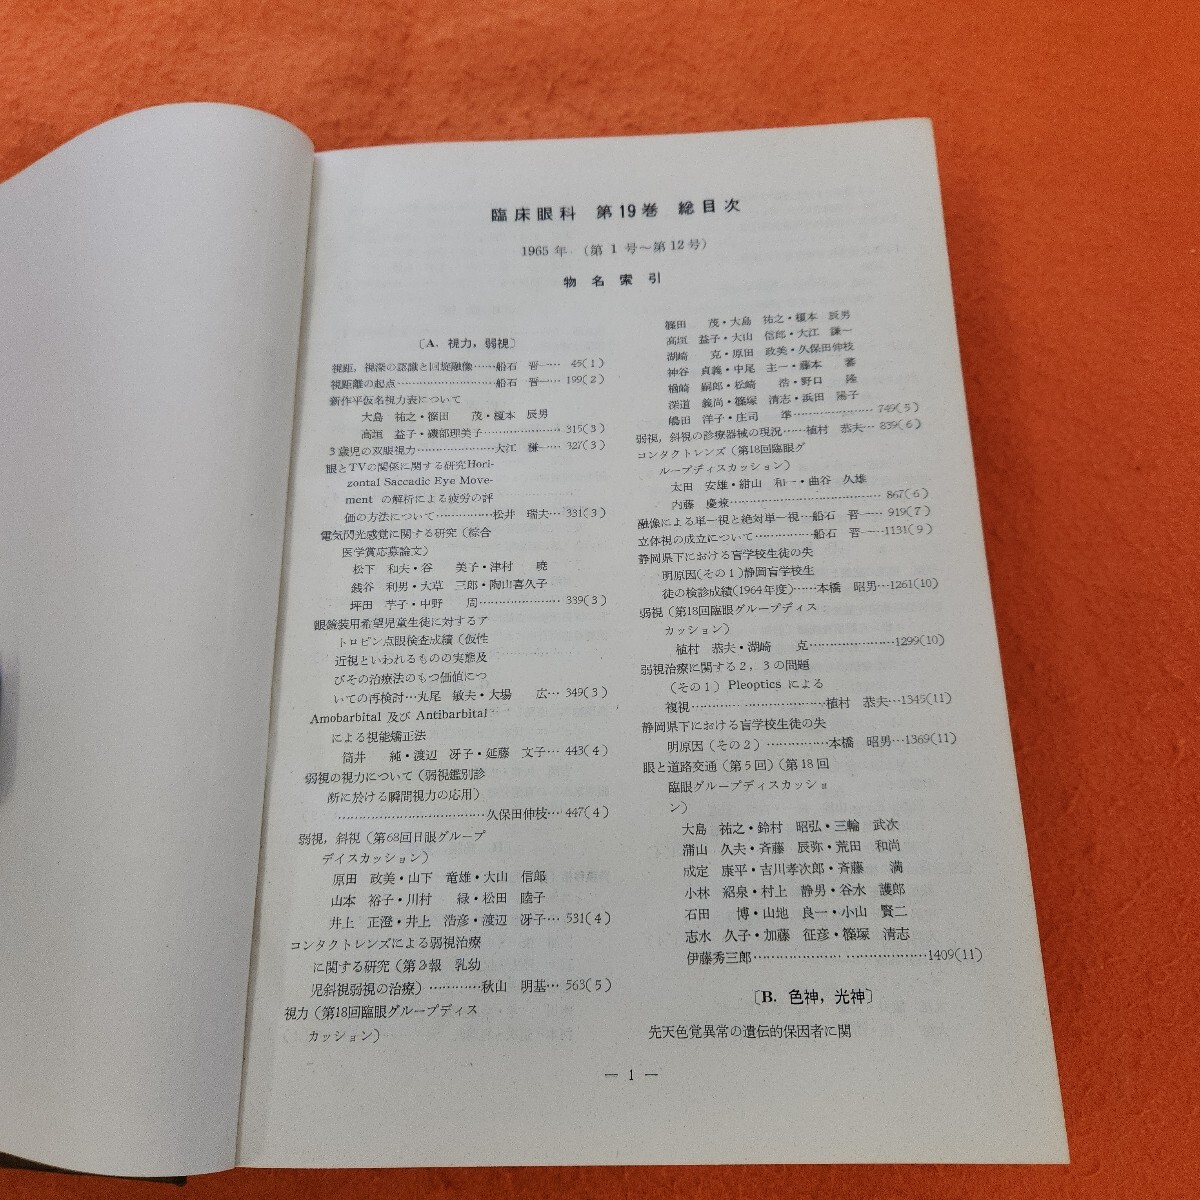 臨床眼科 第19巻 総目次
1965年 (第1号〜第12号)
物名索引
〔A. 視力，弱視〕
視距，視深の認識と回旋融像……船石 晋一…… 45(1)
視距離の起点……………………船石 晋一… 199(2)
新作平仮名視力表について
大島 祐之・篠田 茂・榎本 辰男
高垣 益子・磯部理美子………………… 315(3)
3歳児の双眼視力…………………大江 謙一… 327(3)
眼とTVの関係に関する研究Hori-
zontal Saccadic Eye Move-
ment の解析による疲労の評
価の方法について……………松井 瑞夫… 331(3)
電気閃光感覚に関する研究（綜合
医学賞応募論文）
松下 和夫・谷 美子・津村 暁
銭谷 利男・大草 三郎・陶山喜久子
坪田 芋子・中野 周………………… 339(3)
眼鏡装用希望児童生徒に対するア
トロピン点眼検査成績（仮性
近視といわれるものの実態及
びその治療法のもつ価値につ
いての再検討…丸尾 敏夫・大場 広… 349(3)
Amobarbital 及び Antibarbital
による視能矯正法
筒井 純・渡辺 冴子・延藤 文子… 443(4)
弱視の視力について（弱視鑑別診
断に於ける瞬間視力の応用）
………………………………久保田伸枝… 447(4)
弱視，斜視（第68回日眼グループ
ディスカッション）
原田 政美・山下 竜雄・大山 信郎
山本 裕子・川村 緑・松田 睦子
井上 正澄・井上 浩彦・渡辺 冴子… 531(4)
コンタクトレンズによる弱視治療
に関する研究（第2報 乳幼
児斜視弱視の治療）…………秋山 明基… 563(5)
視力（第18回臨眼グループディス
カッション）
篠田 茂・大島 祐之・榎本 辰男
高垣 益子・大山 信郎・大江 謙一
湖崎 克・原田 政美・久保田伸枝
神谷 貞義・中尾 主一・藤本 審
楢崎 嗣郎・松崎 浩・野口 隆
深道 義尚・篠塚 清志・浜田 陽子
嶋田 洋子・庄司 準………………… 749(5)
弱視，斜視の診療器械の現況……植村 恭夫… 839(6)
コンタクトレンズ（第18回臨眼グ
ループディスカッション）
太田 安雄・紺山 和一・曲谷 久雄
内藤 慶兼……………………………… 867(6)
融像による単一視と絶対単一視…船石 晋一… 919(7)
立体視の成立について……………船石 晋一…1131(9)
静岡県下における盲学校生徒の失
明原因(その1)静岡盲学校生
徒の検診成績(1964年度)……本橋 昭男…1261(10)
弱視（第18回臨眼グループディス
カッション）
植村 恭夫・湖崎 克…………………1299(10)
弱視治療に関する2，3の問題
（その1）Pleoptics による
複視……………………………植村 恭夫…1345(11)
静岡県下における盲学校生徒の失
明原因（その2）……………本橋 昭男…1369(11)
眼と道路交通（第5回）（第18回
臨眼グループディスカッショ
ン）
大島 祐之・鈴村 昭弘・三輪 武次
蒲山 久夫・斉藤 辰弥・荒田 和尚
成定 康平・吉川孝次郎・斉藤 満
小林 紹泉・村上 静男・谷水 護郎
石田 博・山地 良一・小山 賢二
志水 久子・加藤 征彦・篠塚 清志
伊藤秀三郎……………………………………1409(11)
〔B. 色神，光神〕
先天色覚異常の遺伝的保因者に関
— 1 —